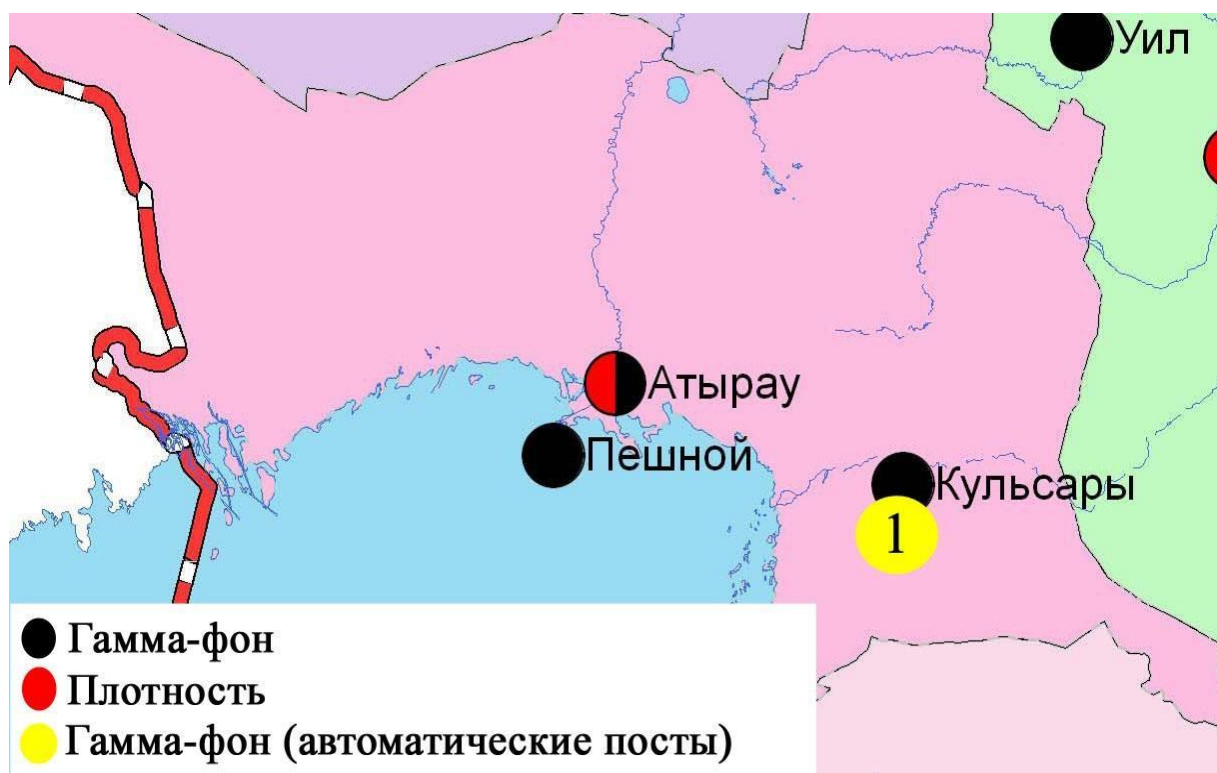 Уил
Атырау
Пешной
Кульсары
1
Гамма-фон
Плотность
Гамма-фон (автоматические посты)